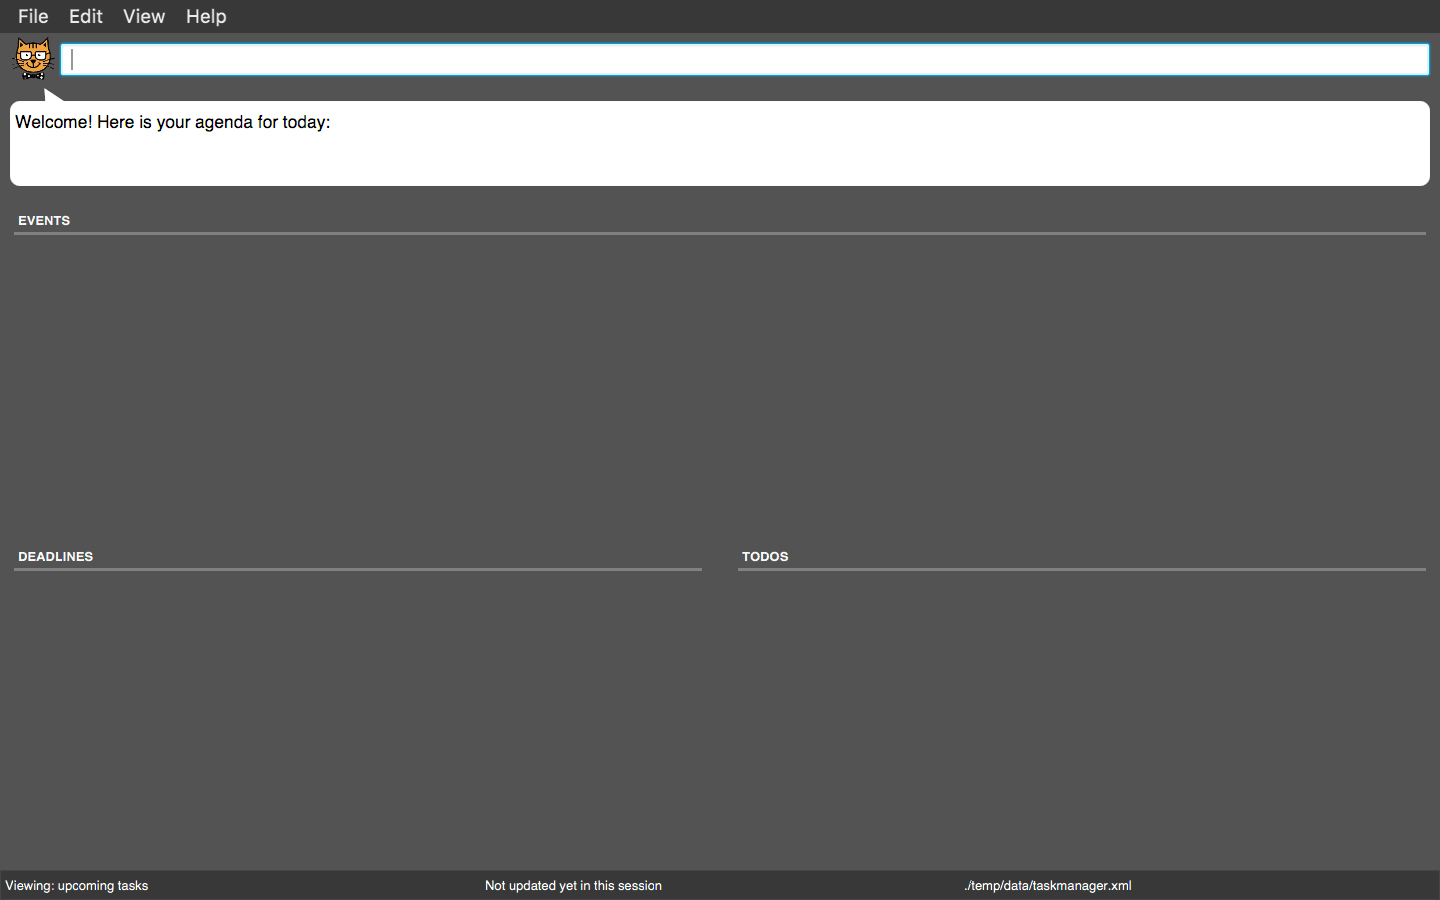 File Edit View Help
Welcome! Here is your agenda for today:
EVENTS
DEADLINES
TODOS
Viewing: upcoming tasks
Not updated yet in this session
./temp/data/taskmanager.xml